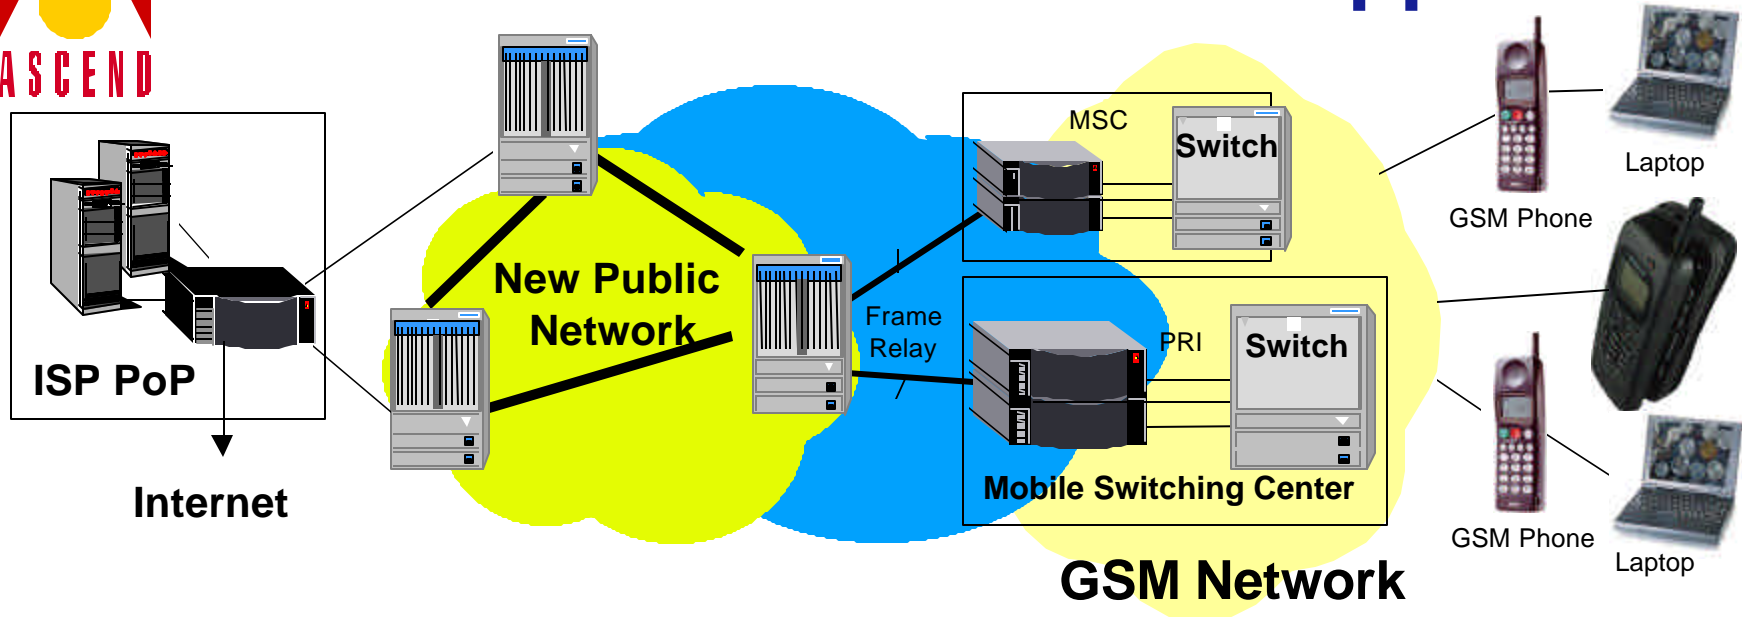 ASCEND
MSC
Switch
Laptop
GSM Phone
New Public
Network
Frame
Relay
PRI
Switch
ISP PoP
Internet
Mobile Switching Center
GSM Phone
Laptop
GSM Network